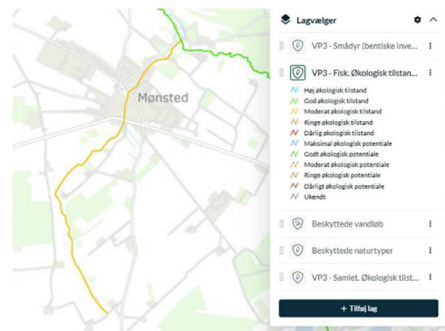 Mønsted
Lagvælger
VP3 - Smådyr (bentiske inve...
VP3 - Fisk. Økologisk tilstan...
Høj økologisk tilstand
God økologisk tilstand
Moderat økologisk tilstand
Ringe økologisk tilstand
Dårlig økologisk tilstand
Maksimal økologisk potentiale
Godt økologisk potentiale
Moderat økologisk potentiale
Ringe økologisk potentiale
Dårligt økologisk potentiale
Ukendt
Beskyttede vandløb
Beskyttede naturtyper
VP3 - Samlet. Økologisk tilst...
+ Tilføj lag